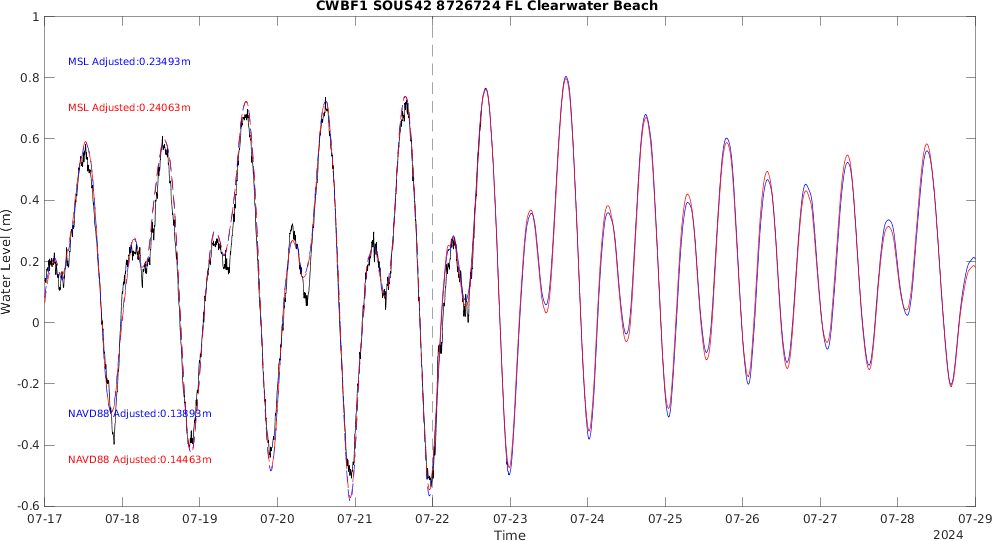 CWBF1 SOUS42 8726724 FL Clearwater Beach
1
0.8
0.6
0.4
0.2
0
-0.2
-0.4
-0.6
Water Level (m)
MSL Adjusted:0.23493m
MSL Adjusted:0.24063m
NAVD88 Adjusted:0.13893m
NAVD88 Adjusted:0.14463m
07-17 07-18 07-19 07-20 07-21 07-22 07-23 07-24 07-25 07-26 07-27 07-28 07-29
Time
2024